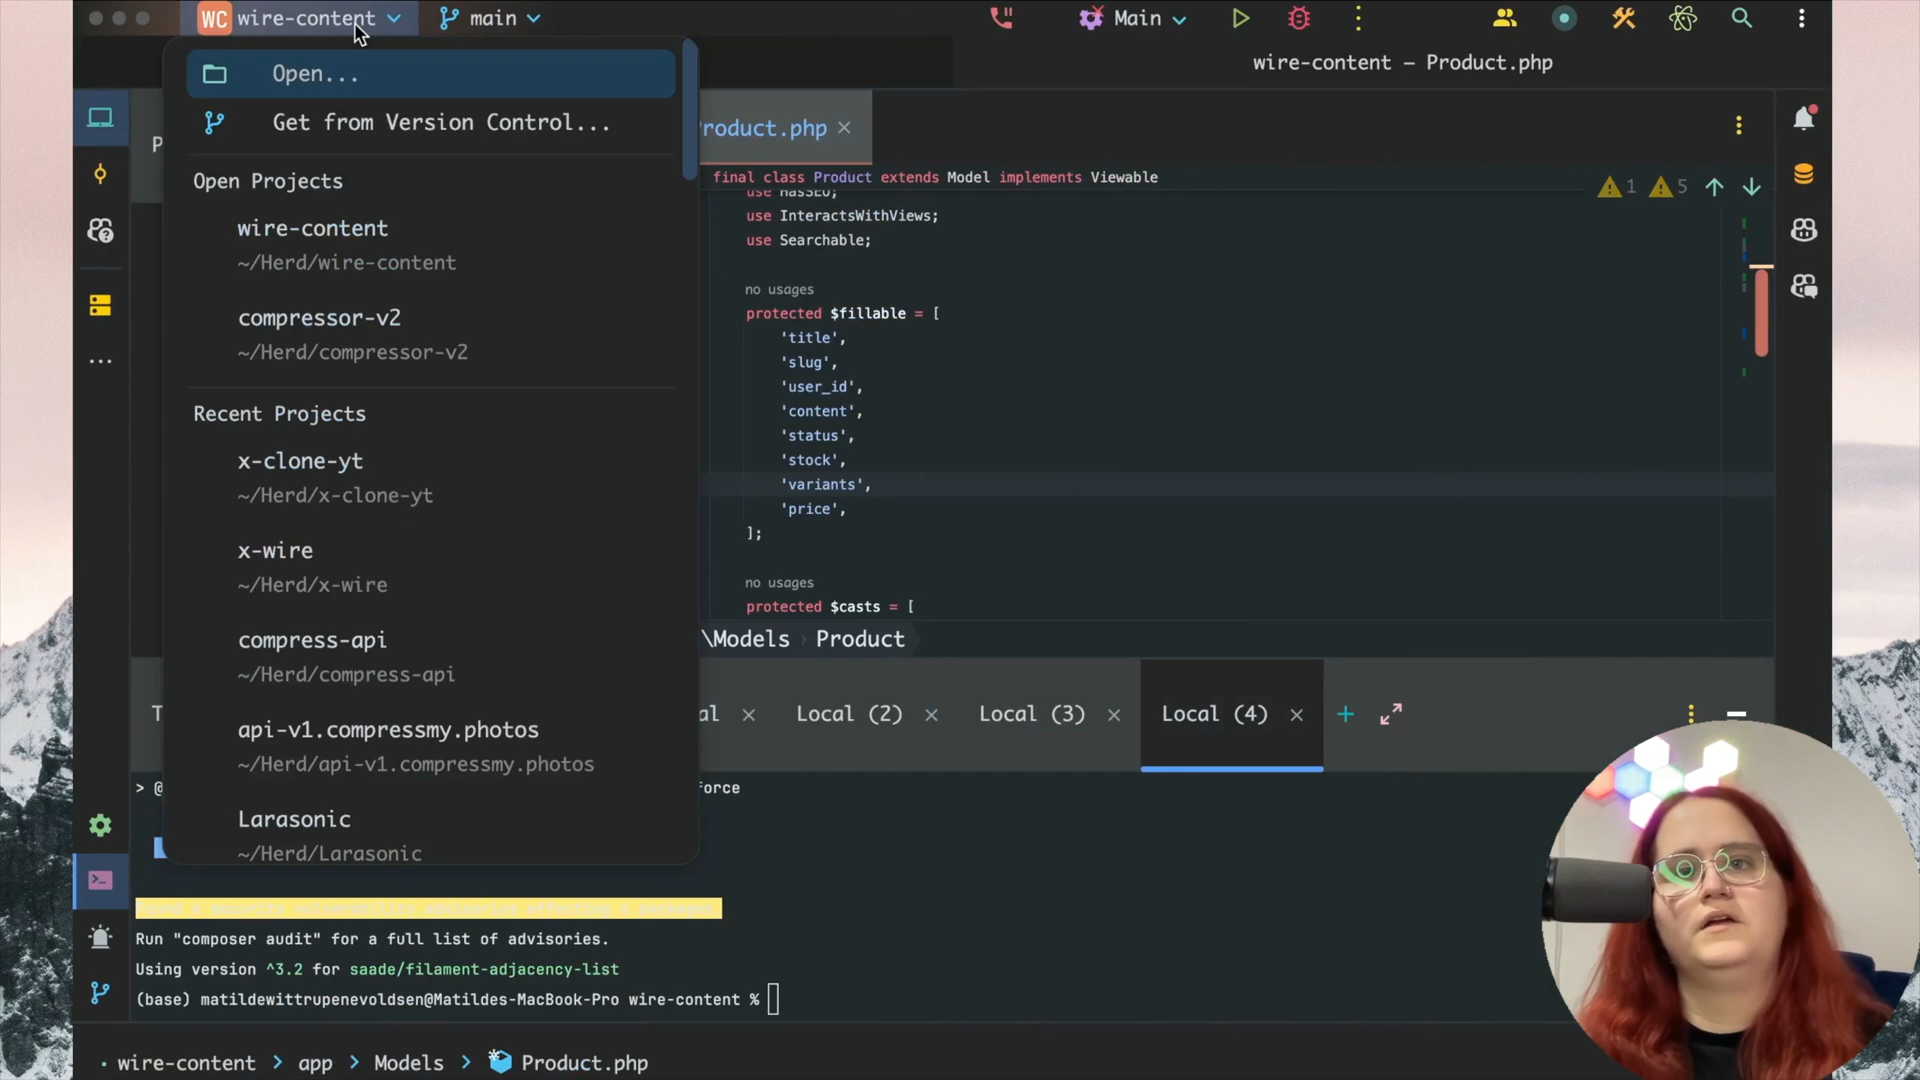 WC wire-content
main
Main
Open...
wire-content – Product.php
Get from Version Control...
P
roduct.php
Open Projects
final class Product extends Model implements Viewable
1 5
use HasSEO;
use InteractsWithViews;
wire-content
use Searchable;
~/Herd/wire-content
no usages
protected $fillable = [
compressor-v2
'title',
~/Herd/compressor-v2
'slug',
'user_id',
Recent Projects
'content',
'status',
x-clone-yt
'stock',
~/Herd/x-clone-yt
'variants',
'price',
];
x-wire
~/Herd/x-wire
no usages
protected $casts = [
compress-api
\Models Product
~/Herd/compress-api
T
al
Local (2)
Local (3)
Local (4)
api-v1.compressmy.photos
~/Herd/api-v1.compressmy.photos
> @
force
Larasonic
~/Herd/Larasonic
Run "composer audit" for a full list of advisories.
Using version ^3.2 for saade/filament-adjacency-list
(base) matildewittrupenevoldsen@Matildes-MacBook-Pro wire-content %
wire-content > app > Models > Product.php